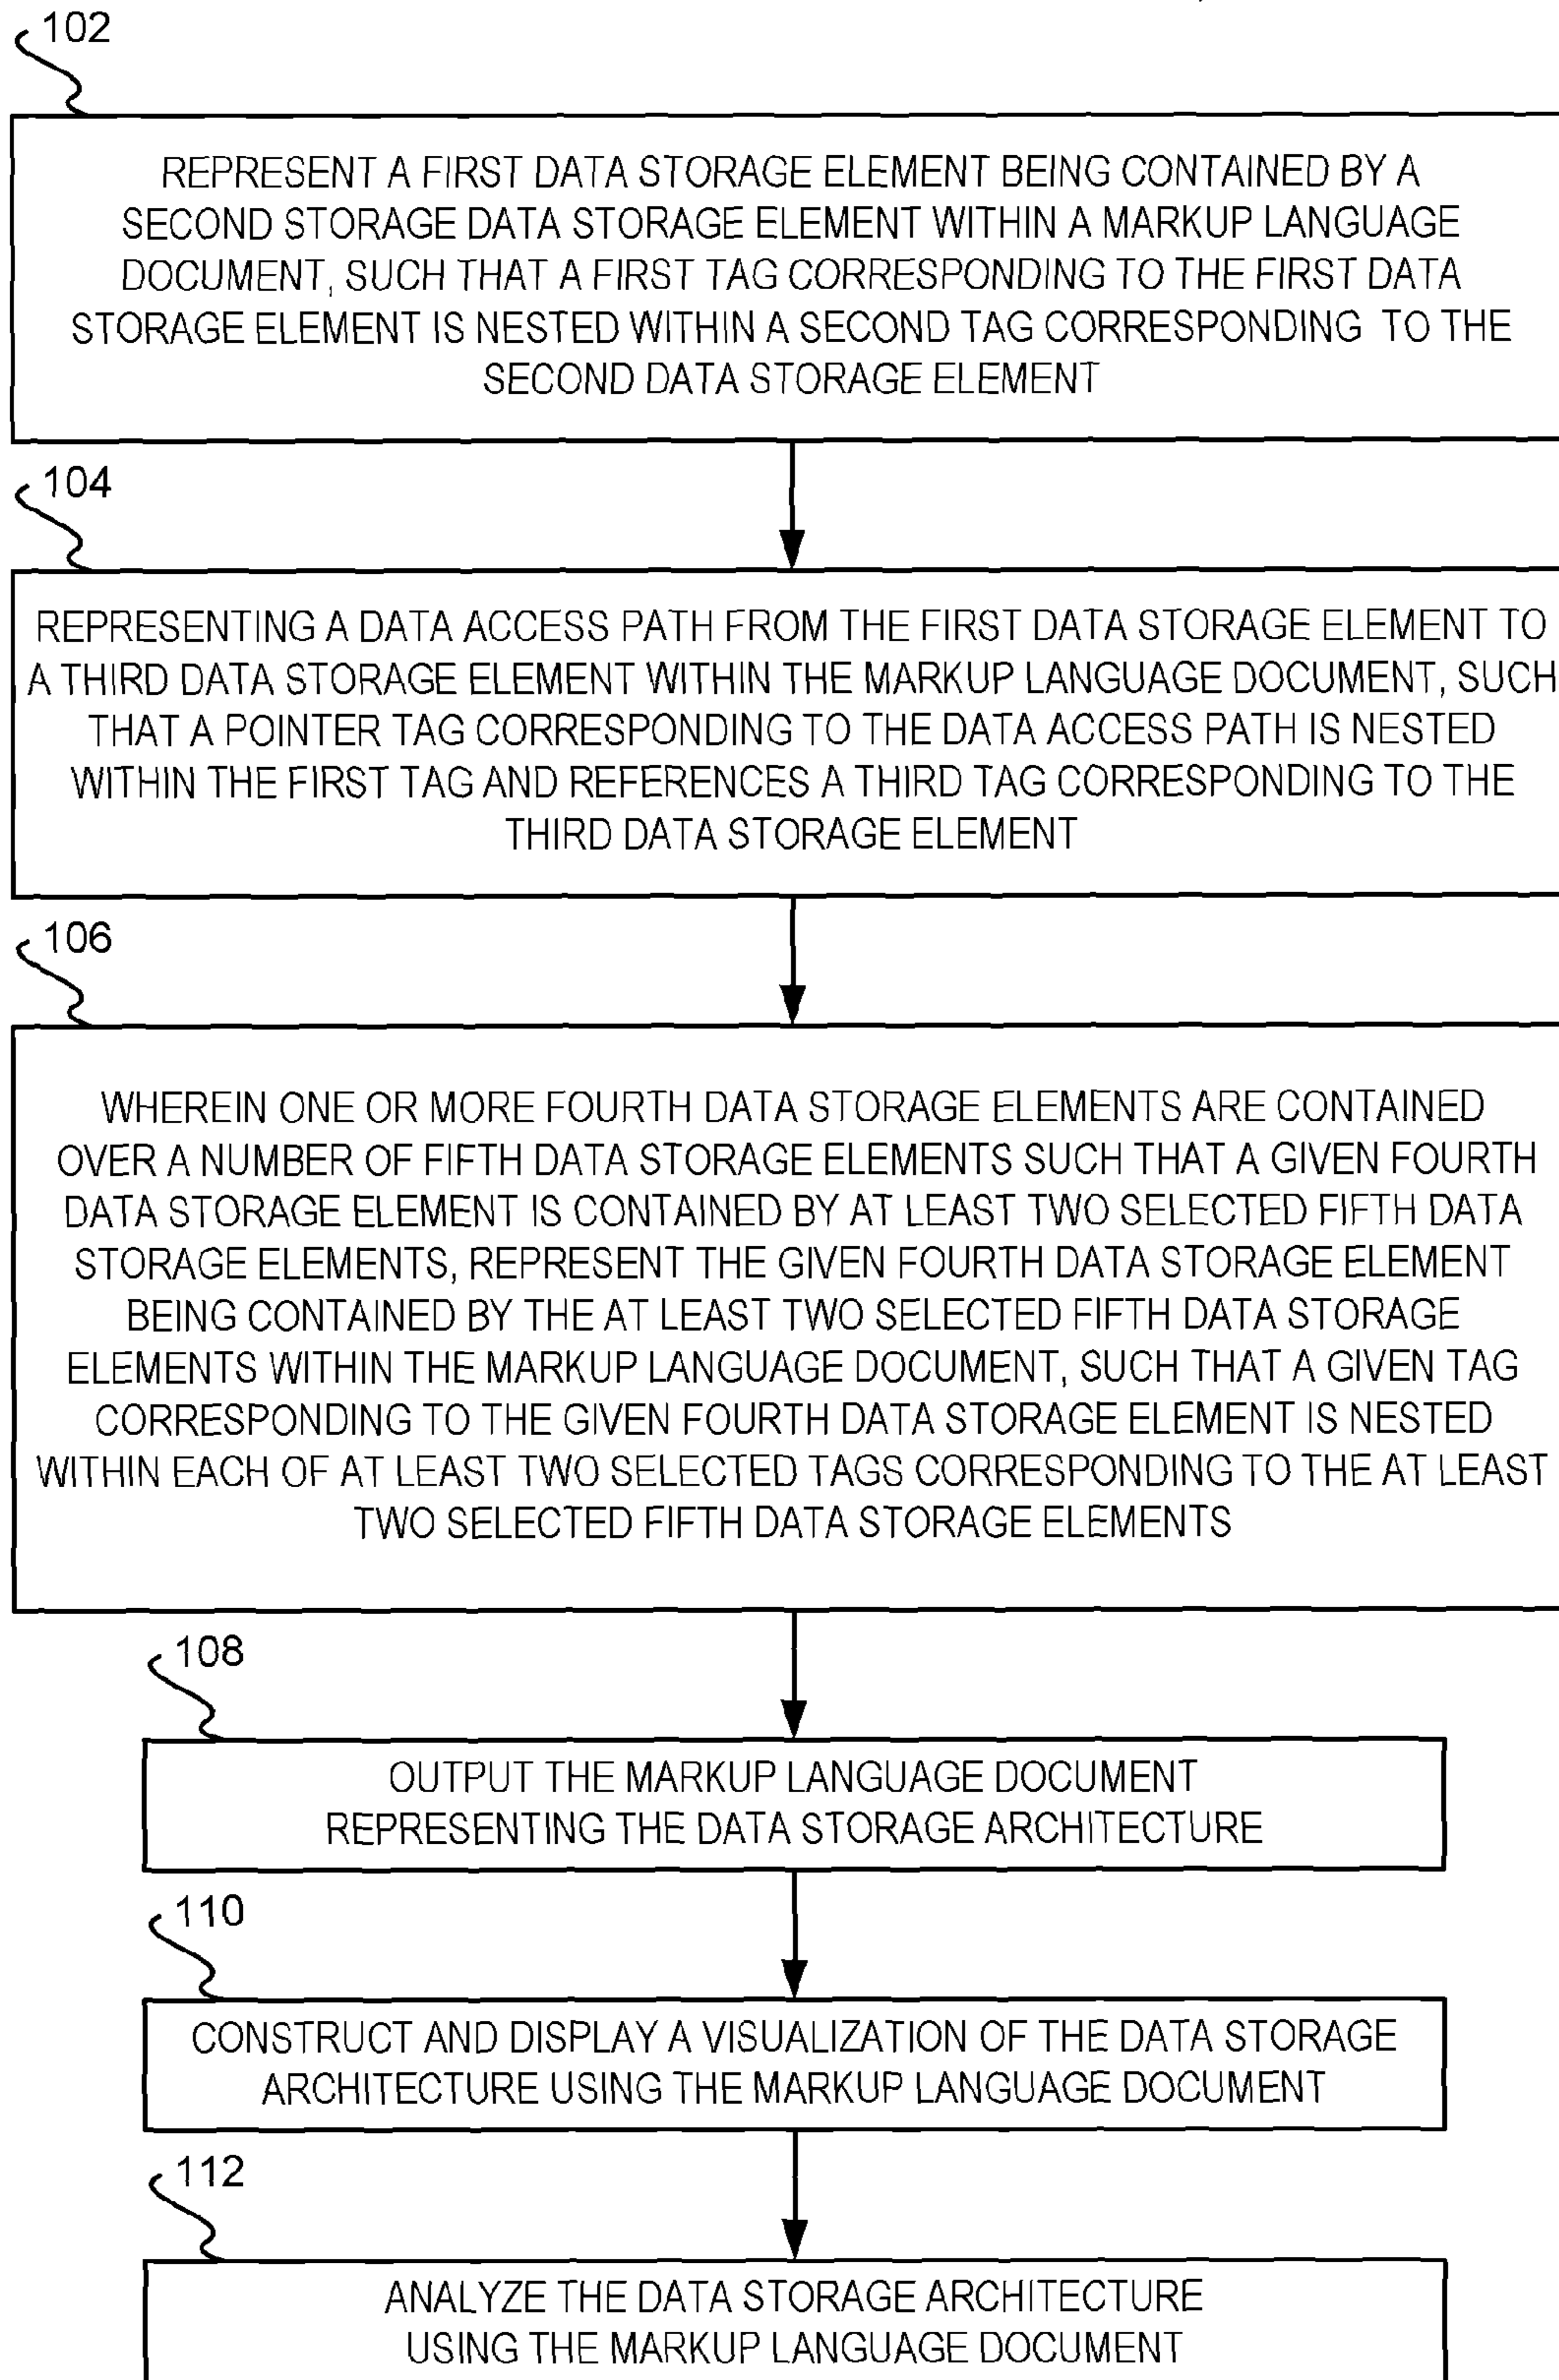 102
REPRESENT A FIRST DATA STORAGE ELEMENT BEING CONTAINED BY A
SECOND STORAGE DATA STORAGE ELEMENT WITHIN A MARKUP LANGUAGE
DOCUMENT, SUCH THAT A FIRST TAG CORRESPONDING TO THE FIRST DATA
STORAGE ELEMENT IS NESTED WITHIN A SECOND TAG CORRESPONDING TO THE
SECOND DATA STORAGE ELEMENT
104
REPRESENTING A DATA ACCESS PATH FROM THE FIRST DATA STORAGE ELEMENT TO
A THIRD DATA STORAGE ELEMENT WITHIN THE MARKUP LANGUAGE DOCUMENT, SUCH
THAT A POINTER TAG CORRESPONDING TO THE DATA ACCESS PATH IS NESTED
WITHIN THE FIRST TAG AND REFERENCES A THIRD TAG CORRESPONDING TO THE
THIRD DATA STORAGE ELEMENT
106
WHEREIN ONE OR MORE FOURTH DATA STORAGE ELEMENTS ARE CONTAINED
OVER A NUMBER OF FIFTH DATA STORAGE ELEMENTS SUCH THAT A GIVEN FOURTH
DATA STORAGE ELEMENT IS CONTAINED BY AT LEAST TWO SELECTED FIFTH DATA
STORAGE ELEMENTS, REPRESENT THE GIVEN FOURTH DATA STORAGE ELEMENT
BEING CONTAINED BY THE AT LEAST TWO SELECTED FIFTH DATA STORAGE
ELEMENTS WITHIN THE MARKUP LANGUAGE DOCUMENT, SUCH THAT A GIVEN TAG
CORRESPONDING TO THE GIVEN FOURTH DATA STORAGE ELEMENT IS NESTED
WITHIN EACH OF AT LEAST TWO SELECTED TAGS CORRESPONDING TO THE AT LEAST
TWO SELECTED FIFTH DATA STORAGE ELEMENTS
108
OUTPUT THE MARKUP LANGUAGE DOCUMENT
REPRESENTING THE DATA STORAGE ARCHITECTURE
110
CONSTRUCT AND DISPLAY A VISUALIZATION OF THE DATA STORAGE
ARCHITECTURE USING THE MARKUP LANGUAGE DOCUMENT
112
ANALYZE THE DATA STORAGE ARCHITECTURE
USING THE MARKUP LANGUAGE DOCUMENT